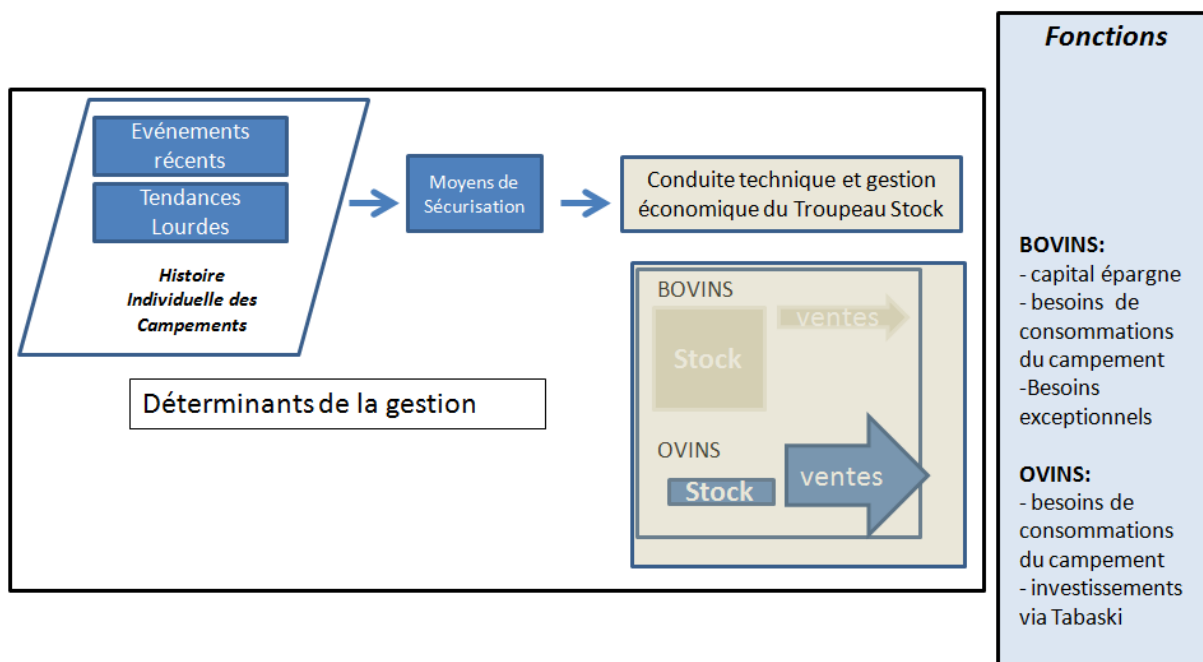 Evénements
récents
Tendances
Lourdes
Histoire
Individuelle des
Campements
Moyens de
Sécurisation
Conduite technique et gestion
économique du Troupeau Stock
Déterminants de la gestion
BOVINS
ventes
Stock
OVINS
Stock
ventes
Fonctions
BOVINS:
- capital épargne
- besoins de
consommations
du campement
-Besoins
exceptionnels
OVINS:
- besoins de
consommations
du campement
- investissements
via Tabaski